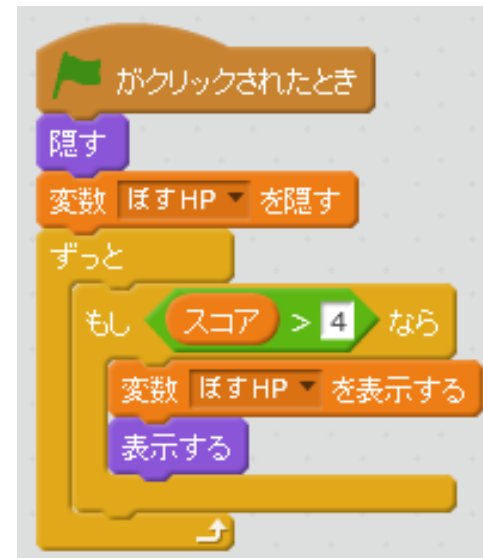 がクリックされたとき
隠す
変数 ぼすHP を隠す
ずっと
もし スコア > 4 なら
変数 ぼすHP を表示する
表示する